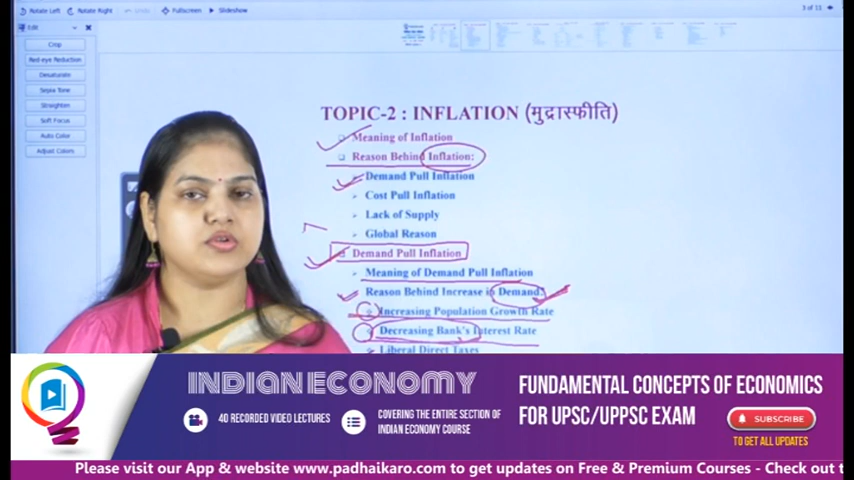 Rotate Left Rotate Right Undo Fullscreen Slideshow 3 of 11
Edit
Crop
Red eye Reduction
Desaturate
Sepia Tone
Straighten
Soft Focus
Auto Color
Adjust Colors
TOPIC-2 : INFLATION (मुद्रास्फीति)
Meaning of Inflation
Reason Behind Inflation:
Demand Pull Inflation
Cost Pull Inflation
Lack of Supply
Global Reason
Demand Pull Inflation
Meaning of Demand Pull Inflation
Reason Behind Increase in Demand:
Increasing Population Growth Rate
Decreasing Bank's Interest Rate
Liberal Direct Taxes
INDIAN ECONOMY
40 RECORDED VIDEO LECTURES
COVERING THE ENTIRE SECTION OF
INDIAN ECONOMY COURSE
FUNDAMENTAL CONCEPTS OF ECONOMICS
FOR UPSC/UPPSC EXAM
SUBSCRIBE
TO GET ALL UPDATES
Please visit our App & website www.padhaikaro.com to get updates on Free & Premium Courses - Check out t